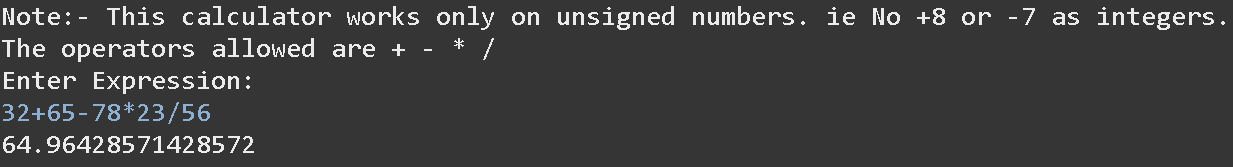 Note:- This calculator works only on unsigned numbers. ie No +8 or -7 as integers.
The operators allowed are + - * /
Enter Expression:
32+65-78*23/56
64.96428571428572